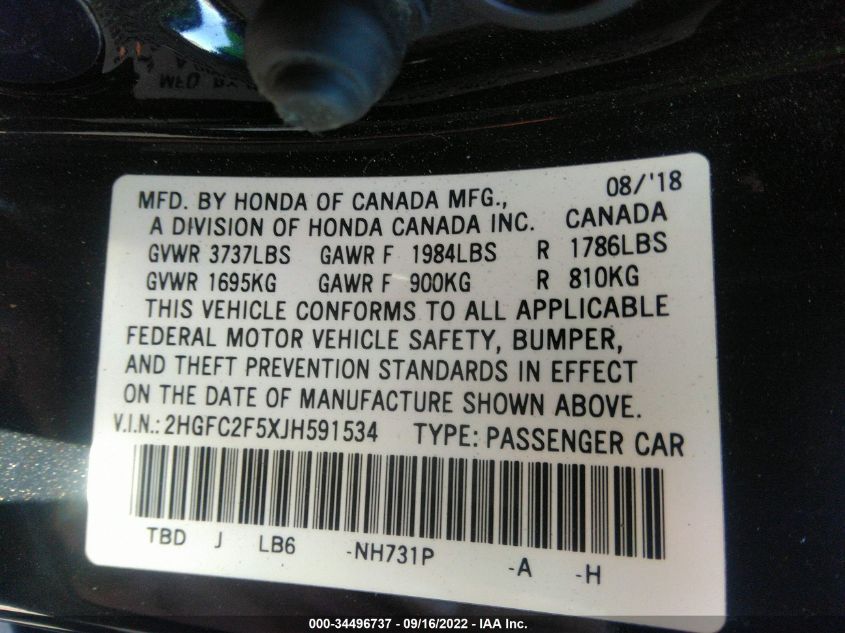 MFD. BY HONDA OF CANADA MFG., 08/'18
A DIVISION OF HONDA CANADA INC. CANADA
GVWR 3737LBS GAWR F 1984LBS R 1786LBS
GVWR 1695KG GAWR F 900KG R 810KG
THIS VEHICLE CONFORMS TO ALL APPLICABLE
FEDERAL MOTOR VEHICLE SAFETY, BUMPER,
AND THEFT PREVENTION STANDARDS IN EFFECT
ON THE DATE OF MANUFACTURE SHOWN ABOVE.
V.I.N.: 2HGFC2F5XJH591534 TYPE: PASSENGER CAR
TBD J LB6 -NH731P -A -H
000-34496737 - 09/16/2022 - IAA Inc.